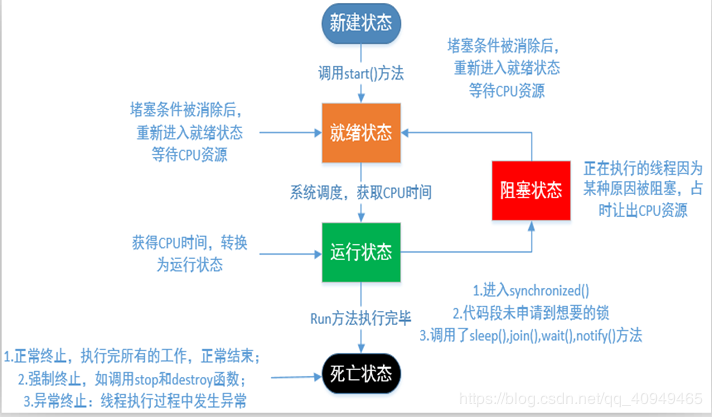 新建状态
调用start()方法
堵塞条件被消除后，
重新进入就绪状态
等待CPU资源
堵塞条件被消除后，
重新进入就绪状态
等待CPU资源
就绪状态
阻塞状态
正在执行的线程因为
某种原因被阻塞，占
时让出CPU资源
系统调度，获取CPU时间
获得CPU时间，转换
为运行状态
运行状态
1.进入synchronized()
2.代码段未申请到想要的锁
3.调用了sleep(),join(),wait(),notify()方法
Run方法执行完毕
1.正常终止，执行完所有的工作，正常结束；
2.强制终止，如调用stop和destroy函数；
3.异常终止：线程执行过程中发生异常
死亡状态
https://blog.csdn.net/qq_40949465